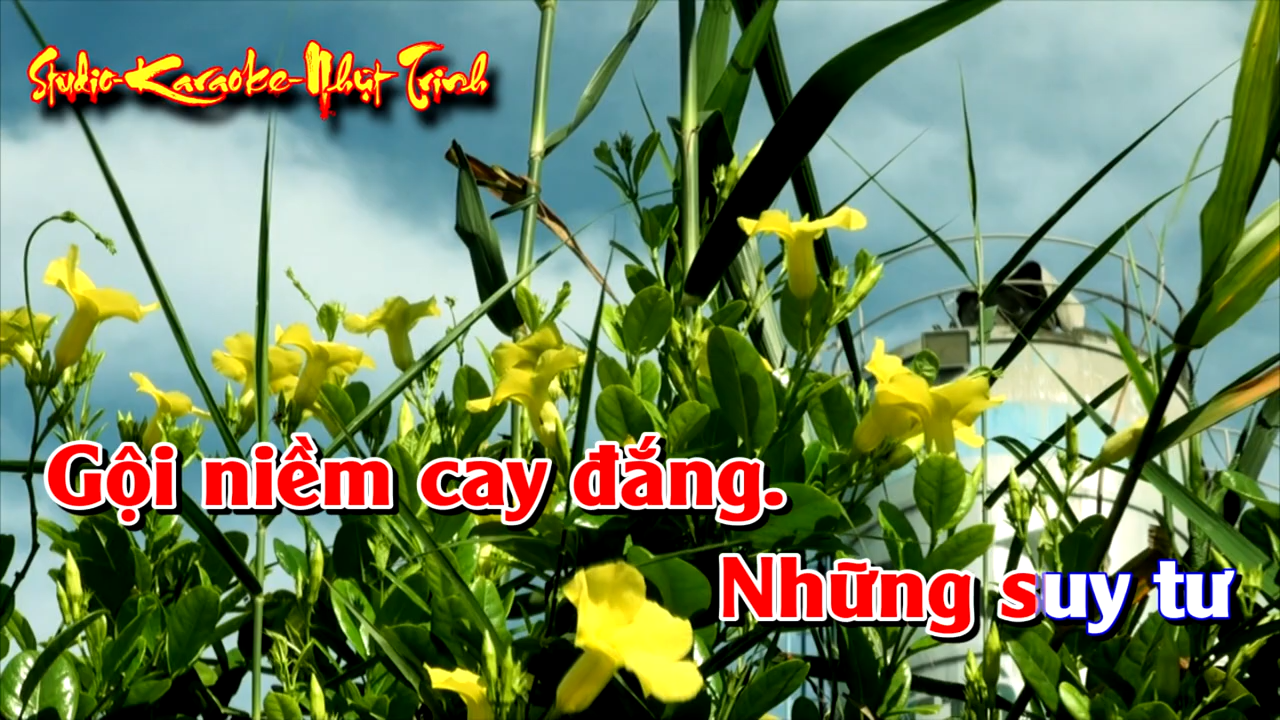 Studio-Karaoke-Nhựt Trinh
Gội niềm cay đắng.
Những suy tư